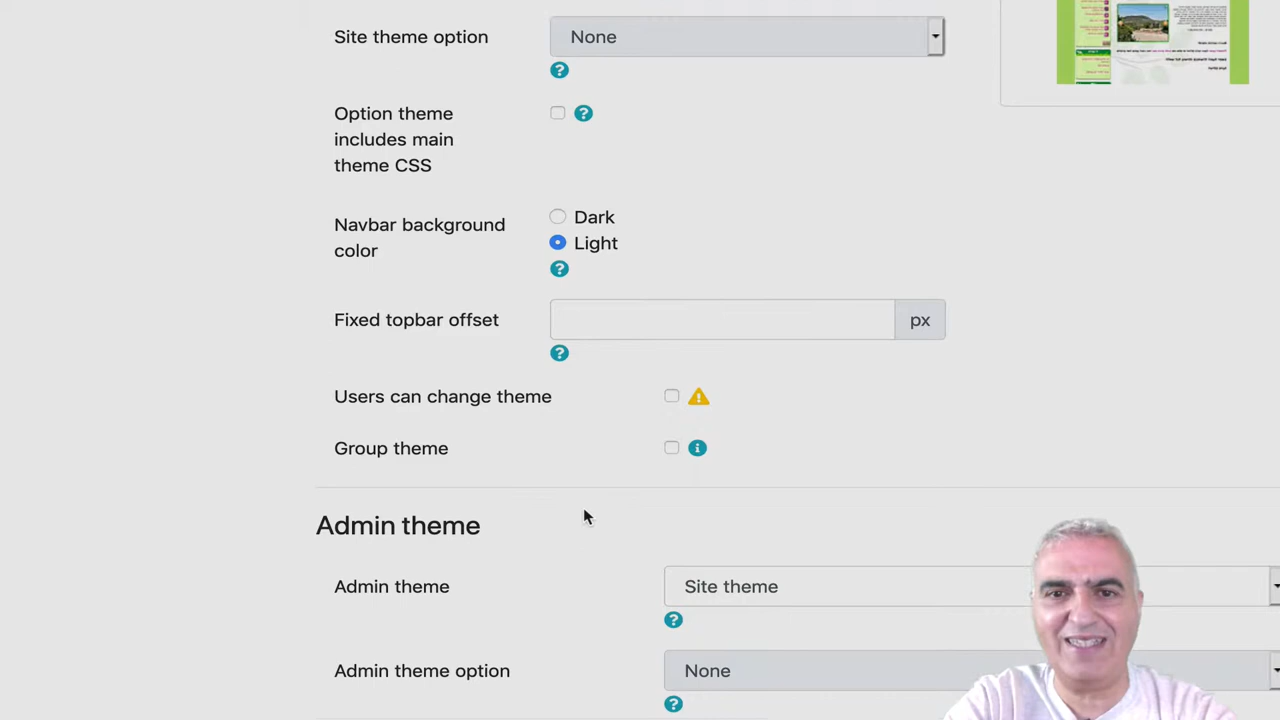 Site theme option
None
Option theme
includes main
theme CSS
Navbar background
color
Dark
Light
Fixed topbar offset
px
Users can change theme
Group theme
Admin theme
Admin theme
Site theme
Admin theme option
None